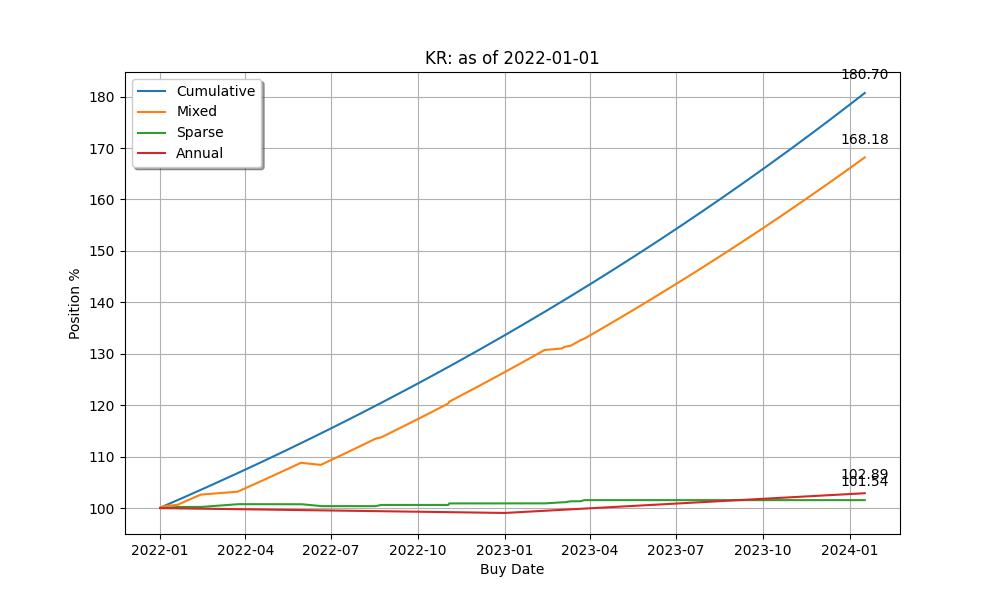 KR: as of 2022-01-01
180.70
Cumulative
Mixed
Sparse
Annual
168.18
102.89
101.54
180
170
160
150
140
130
120
110
100
Position %
2022-01 2022-04 2022-07 2022-10 2023-01 2023-04 2023-07 2023-10 2024-01
Buy Date